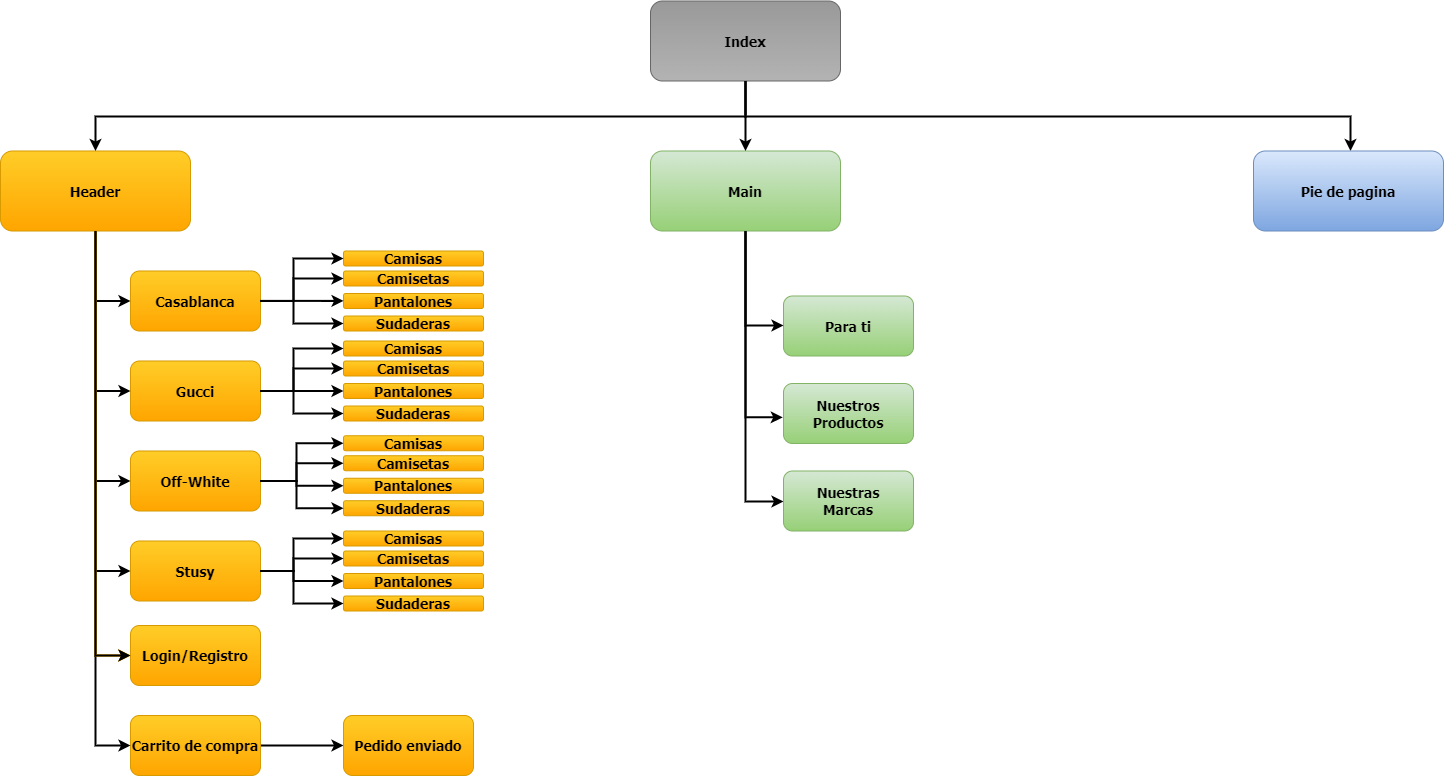 Index
Header
Main
Pie de pagina
Casablanca
Camisas
Camisetas
Pantalones
Sudaderas
Gucci
Camisas
Camisetas
Pantalones
Sudaderas
Off-White
Camisas
Camisetas
Pantalones
Sudaderas
Stusy
Camisas
Camisetas
Pantalones
Sudaderas
Login/Registro
Carrito de compra
Pedido enviado
Para ti
Nuestros
Productos
Nuestras
Marcas